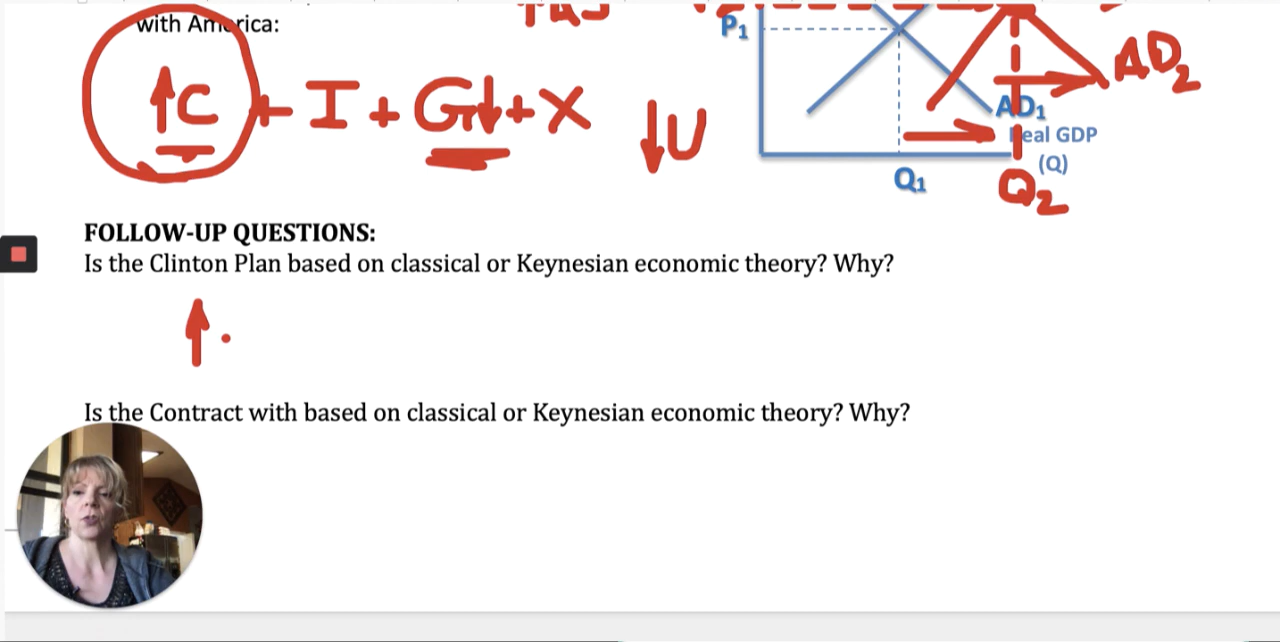 with America:
P₁
AD₂
↑C + I + G↓ + X ↓U
AD₁
Real GDP
(Q)
Q₁
Q₂
FOLLOW-UP QUESTIONS:
Is the Clinton Plan based on classical or Keynesian economic theory? Why?
↑.
Is the Contract with based on classical or Keynesian economic theory? Why?